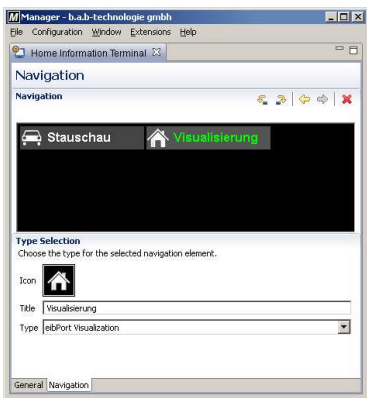 Manager - b.a.b-technologie gmbh
File Configuration Window Extensions Help
Home Information Terminal
Navigation
Navigation
Stauschau Visualisierung
Type Selection
Choose the type for the selected navigation element.
Icon
Title Visualisierung
Type eibPort Visualization
General Navigation